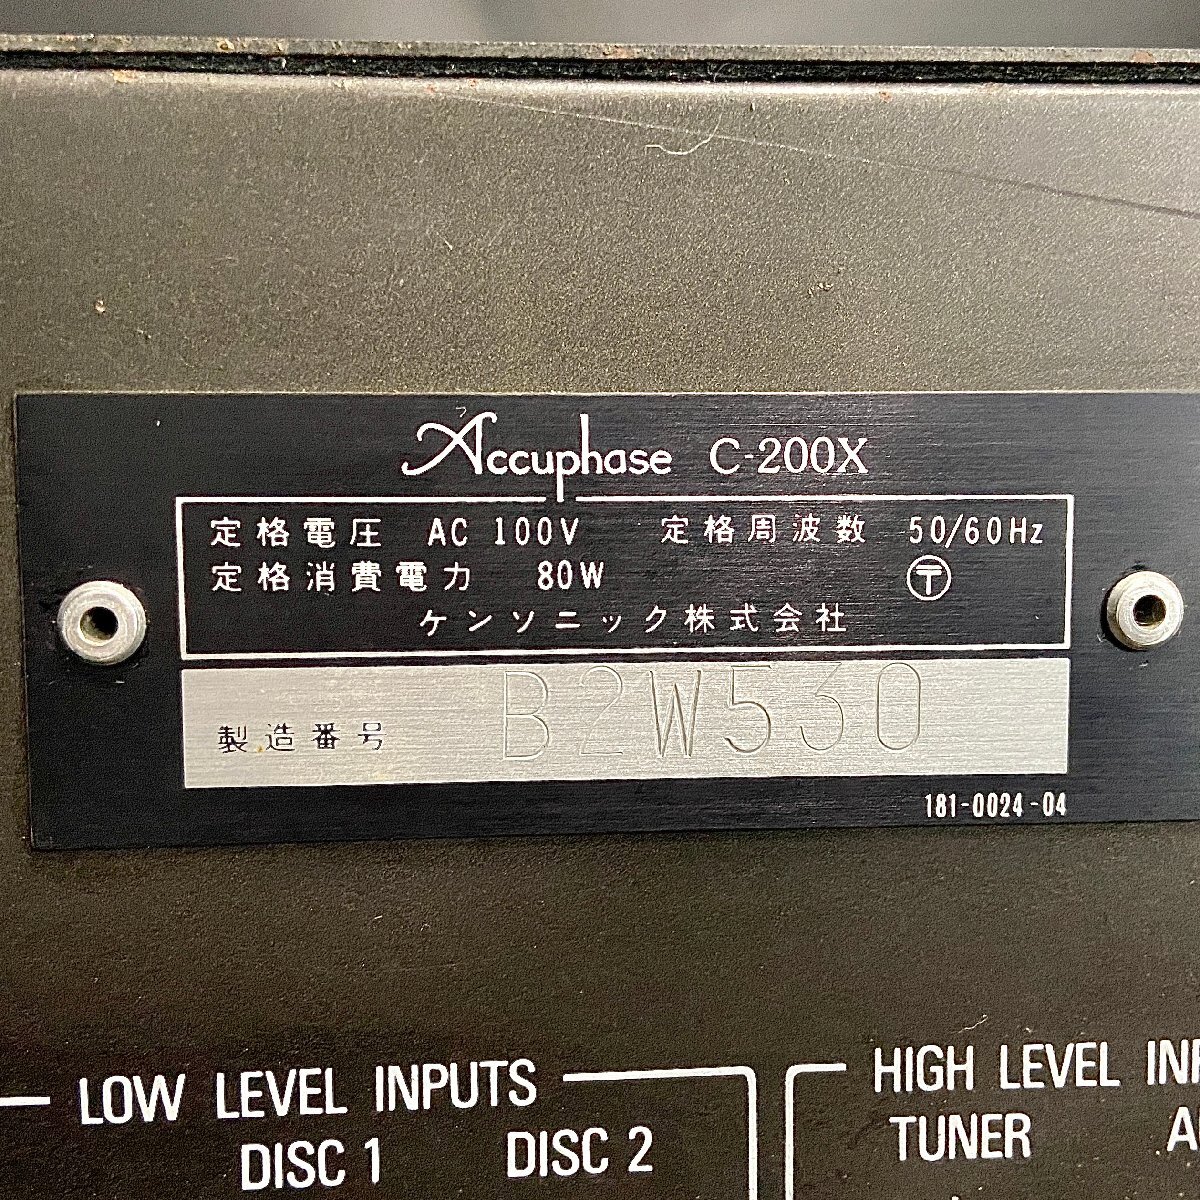 Accuphase C-200X
定格電圧 AC 100V 定格周波数 50/60Hz
定格消費電力 80W 〒
ケンソニック株式会社
製造番号 B2W530
181-0024-04
LOW LEVEL INPUTS
DISC 1 DISC 2
HIGH LEVEL
TUNER